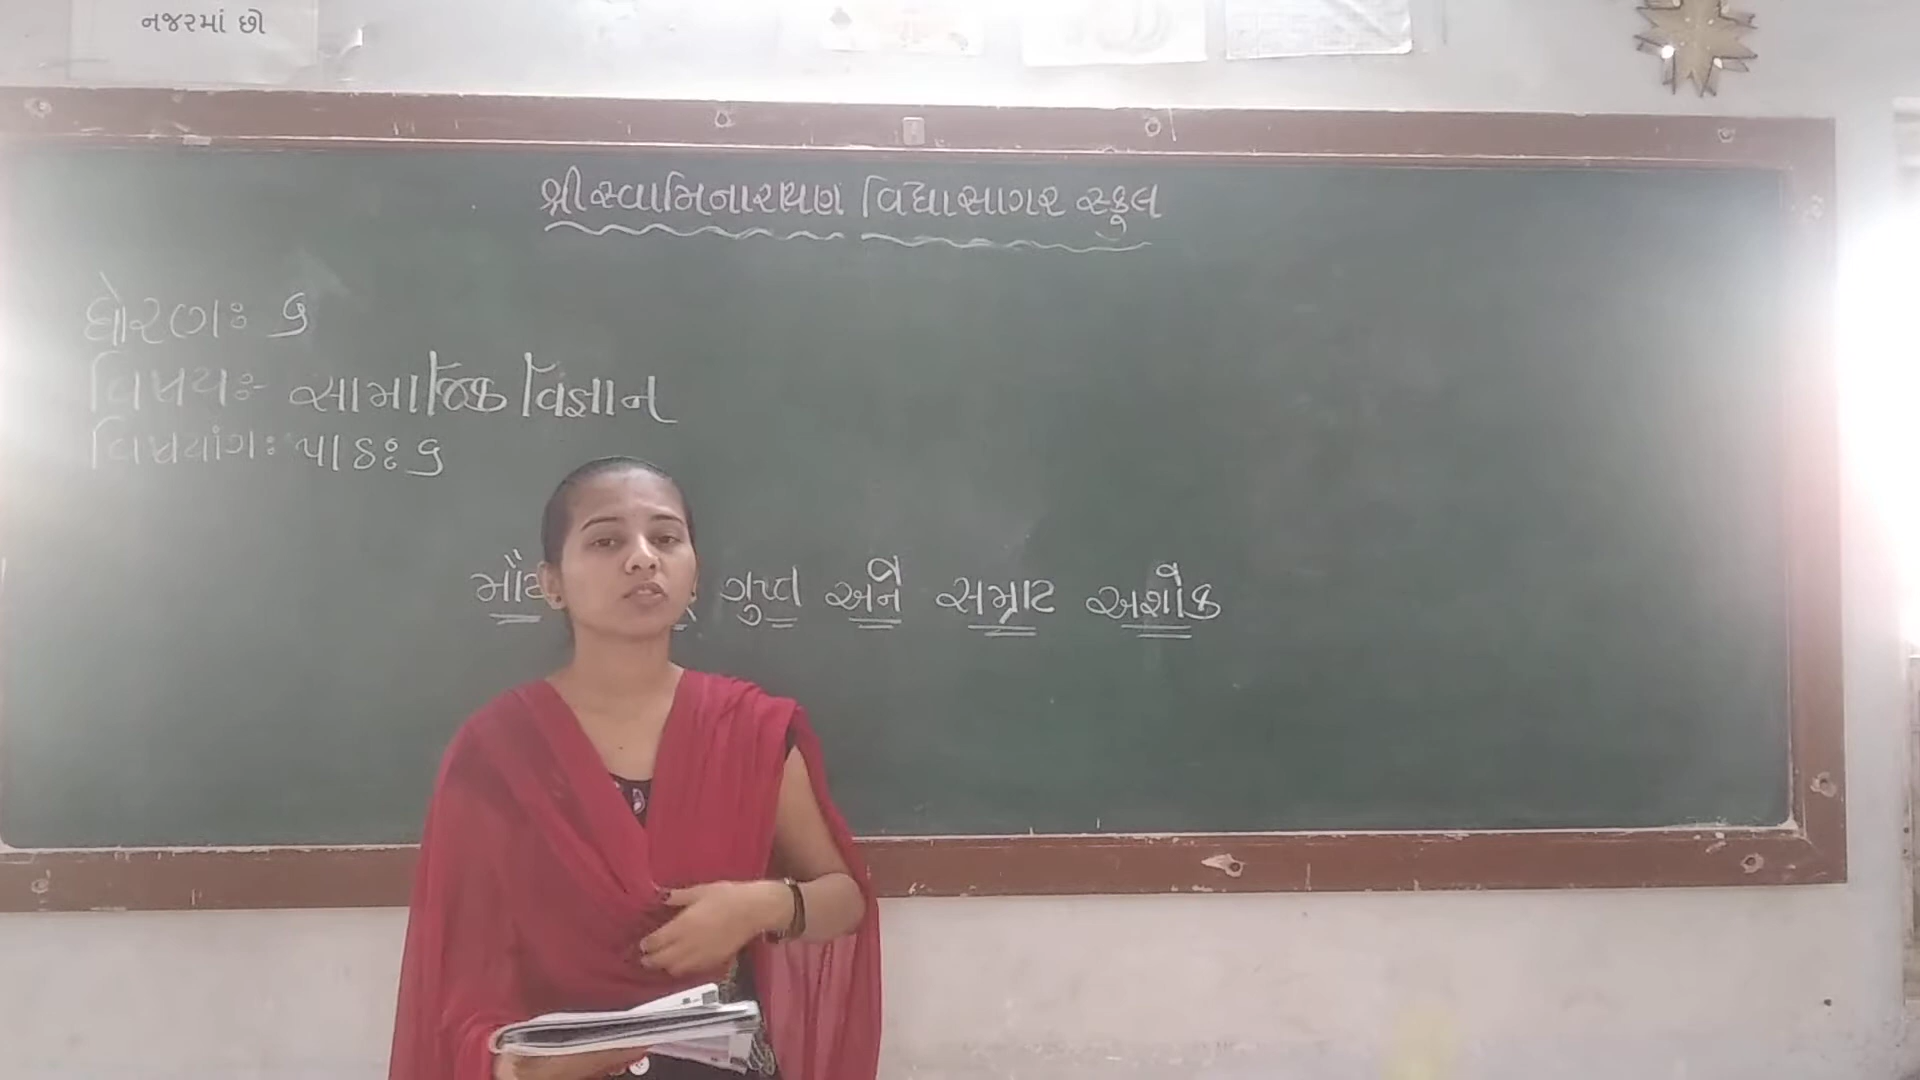 નજરમાં છો
શ્રી સ્વામિનારાયણ વિદ્યાસાગર સ્કુલ
ધોરણઃ ૬
વિષયઃ- સામાજિક વિજ્ઞાન
વિષયાંગઃ પાઠઃ ૬
ગુપ્ત અને સમ્રાટ અશોક